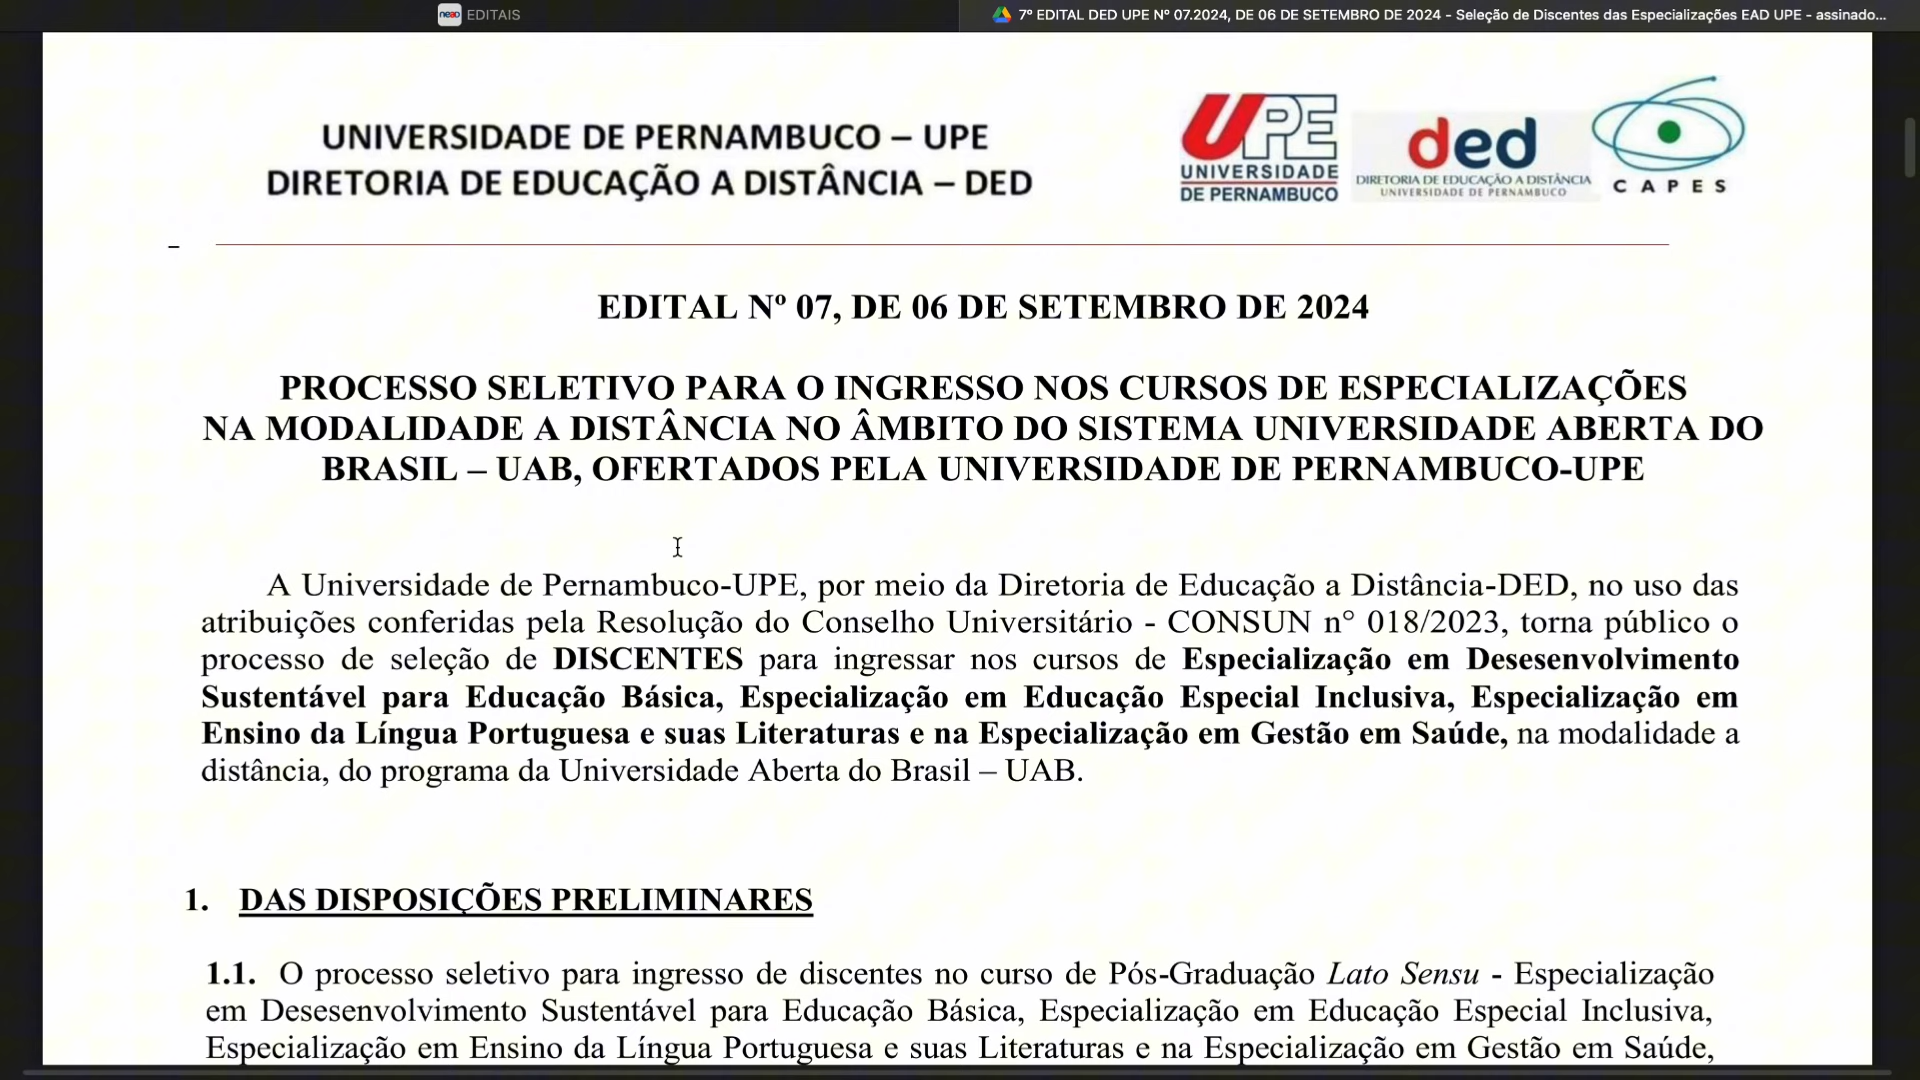 EDITAIS
7º EDITAL DED UPE Nº 07.2024, DE 06 DE SETEMBRO DE 2024 - Seleção de Discentes das Especializações EAD UPE - assinado...
UNIVERSIDADE DE PERNAMBUCO – UPE
DIRETORIA DE EDUCAÇÃO A DISTÂNCIA – DED
UPE
UNIVERSIDADE
DE PERNAMBUCO
ded
DIRETORIA DE EDUCAÇÃO A DISTÂNCIA
UNIVERSIDADE DE PERNAMBUCO
CAPES
EDITAL Nº 07, DE 06 DE SETEMBRO DE 2024
PROCESSO SELETIVO PARA O INGRESSO NOS CURSOS DE ESPECIALIZAÇÕES
NA MODALIDADE A DISTÂNCIA NO ÂMBITO DO SISTEMA UNIVERSIDADE ABERTA DO
BRASIL – UAB, OFERTADOS PELA UNIVERSIDADE DE PERNAMBUCO-UPE
A Universidade de Pernambuco-UPE, por meio da Diretoria de Educação a Distância-DED, no uso das
atribuições conferidas pela Resolução do Conselho Universitário - CONSUN n° 018/2023, torna público o
processo de seleção de DISCENTES para ingressar nos cursos de Especialização em Desesenvolvimento
Sustentável para Educação Básica, Especialização em Educação Especial Inclusiva, Especialização em
Ensino da Língua Portuguesa e suas Literaturas e na Especialização em Gestão em Saúde, na modalidade a
distância, do programa da Universidade Aberta do Brasil – UAB.
1. DAS DISPOSIÇÕES PRELIMINARES
1.1. O processo seletivo para ingresso de discentes no curso de Pós-Graduação Lato Sensu - Especialização
em Desesenvolvimento Sustentável para Educação Básica, Especialização em Educação Especial Inclusiva,
Especialização em Ensino da Língua Portuguesa e suas Literaturas e na Especialização em Gestão em Saúde,